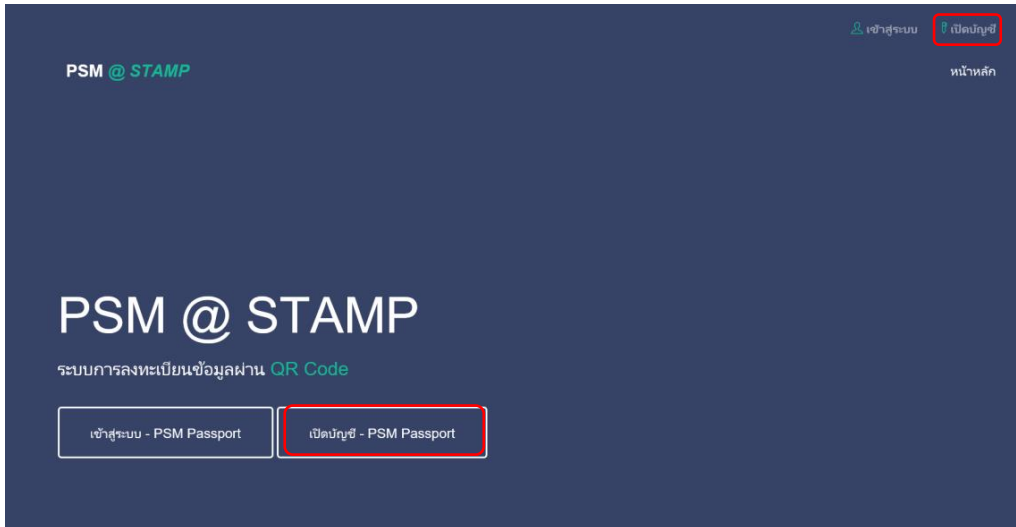 เข้าสู่ระบบ เปิดบัญชี
PSM @ STAMP
หน้าหลัก
PSM @ STAMP
ระบบการลงทะเบียนข้อมูลผ่าน QR Code
เข้าสู่ระบบ - PSM Passport
เปิดบัญชี - PSM Passport